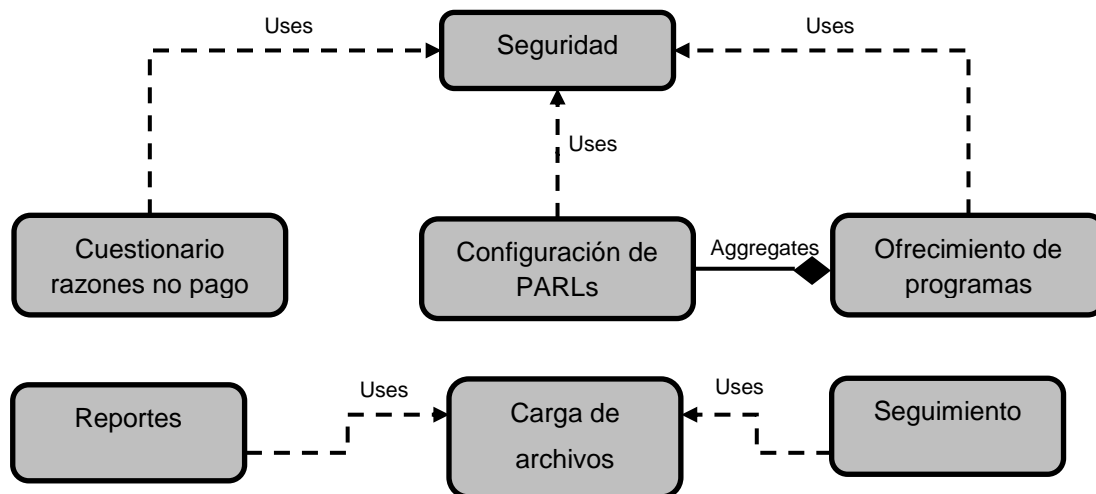 Uses
Seguridad
Uses
Uses
Cuestionario
razones no pago
Configuración de
PARLs
Aggregates
Ofrecimiento de
programas
Reportes
Uses
Carga de
archivos
Uses
Seguimiento